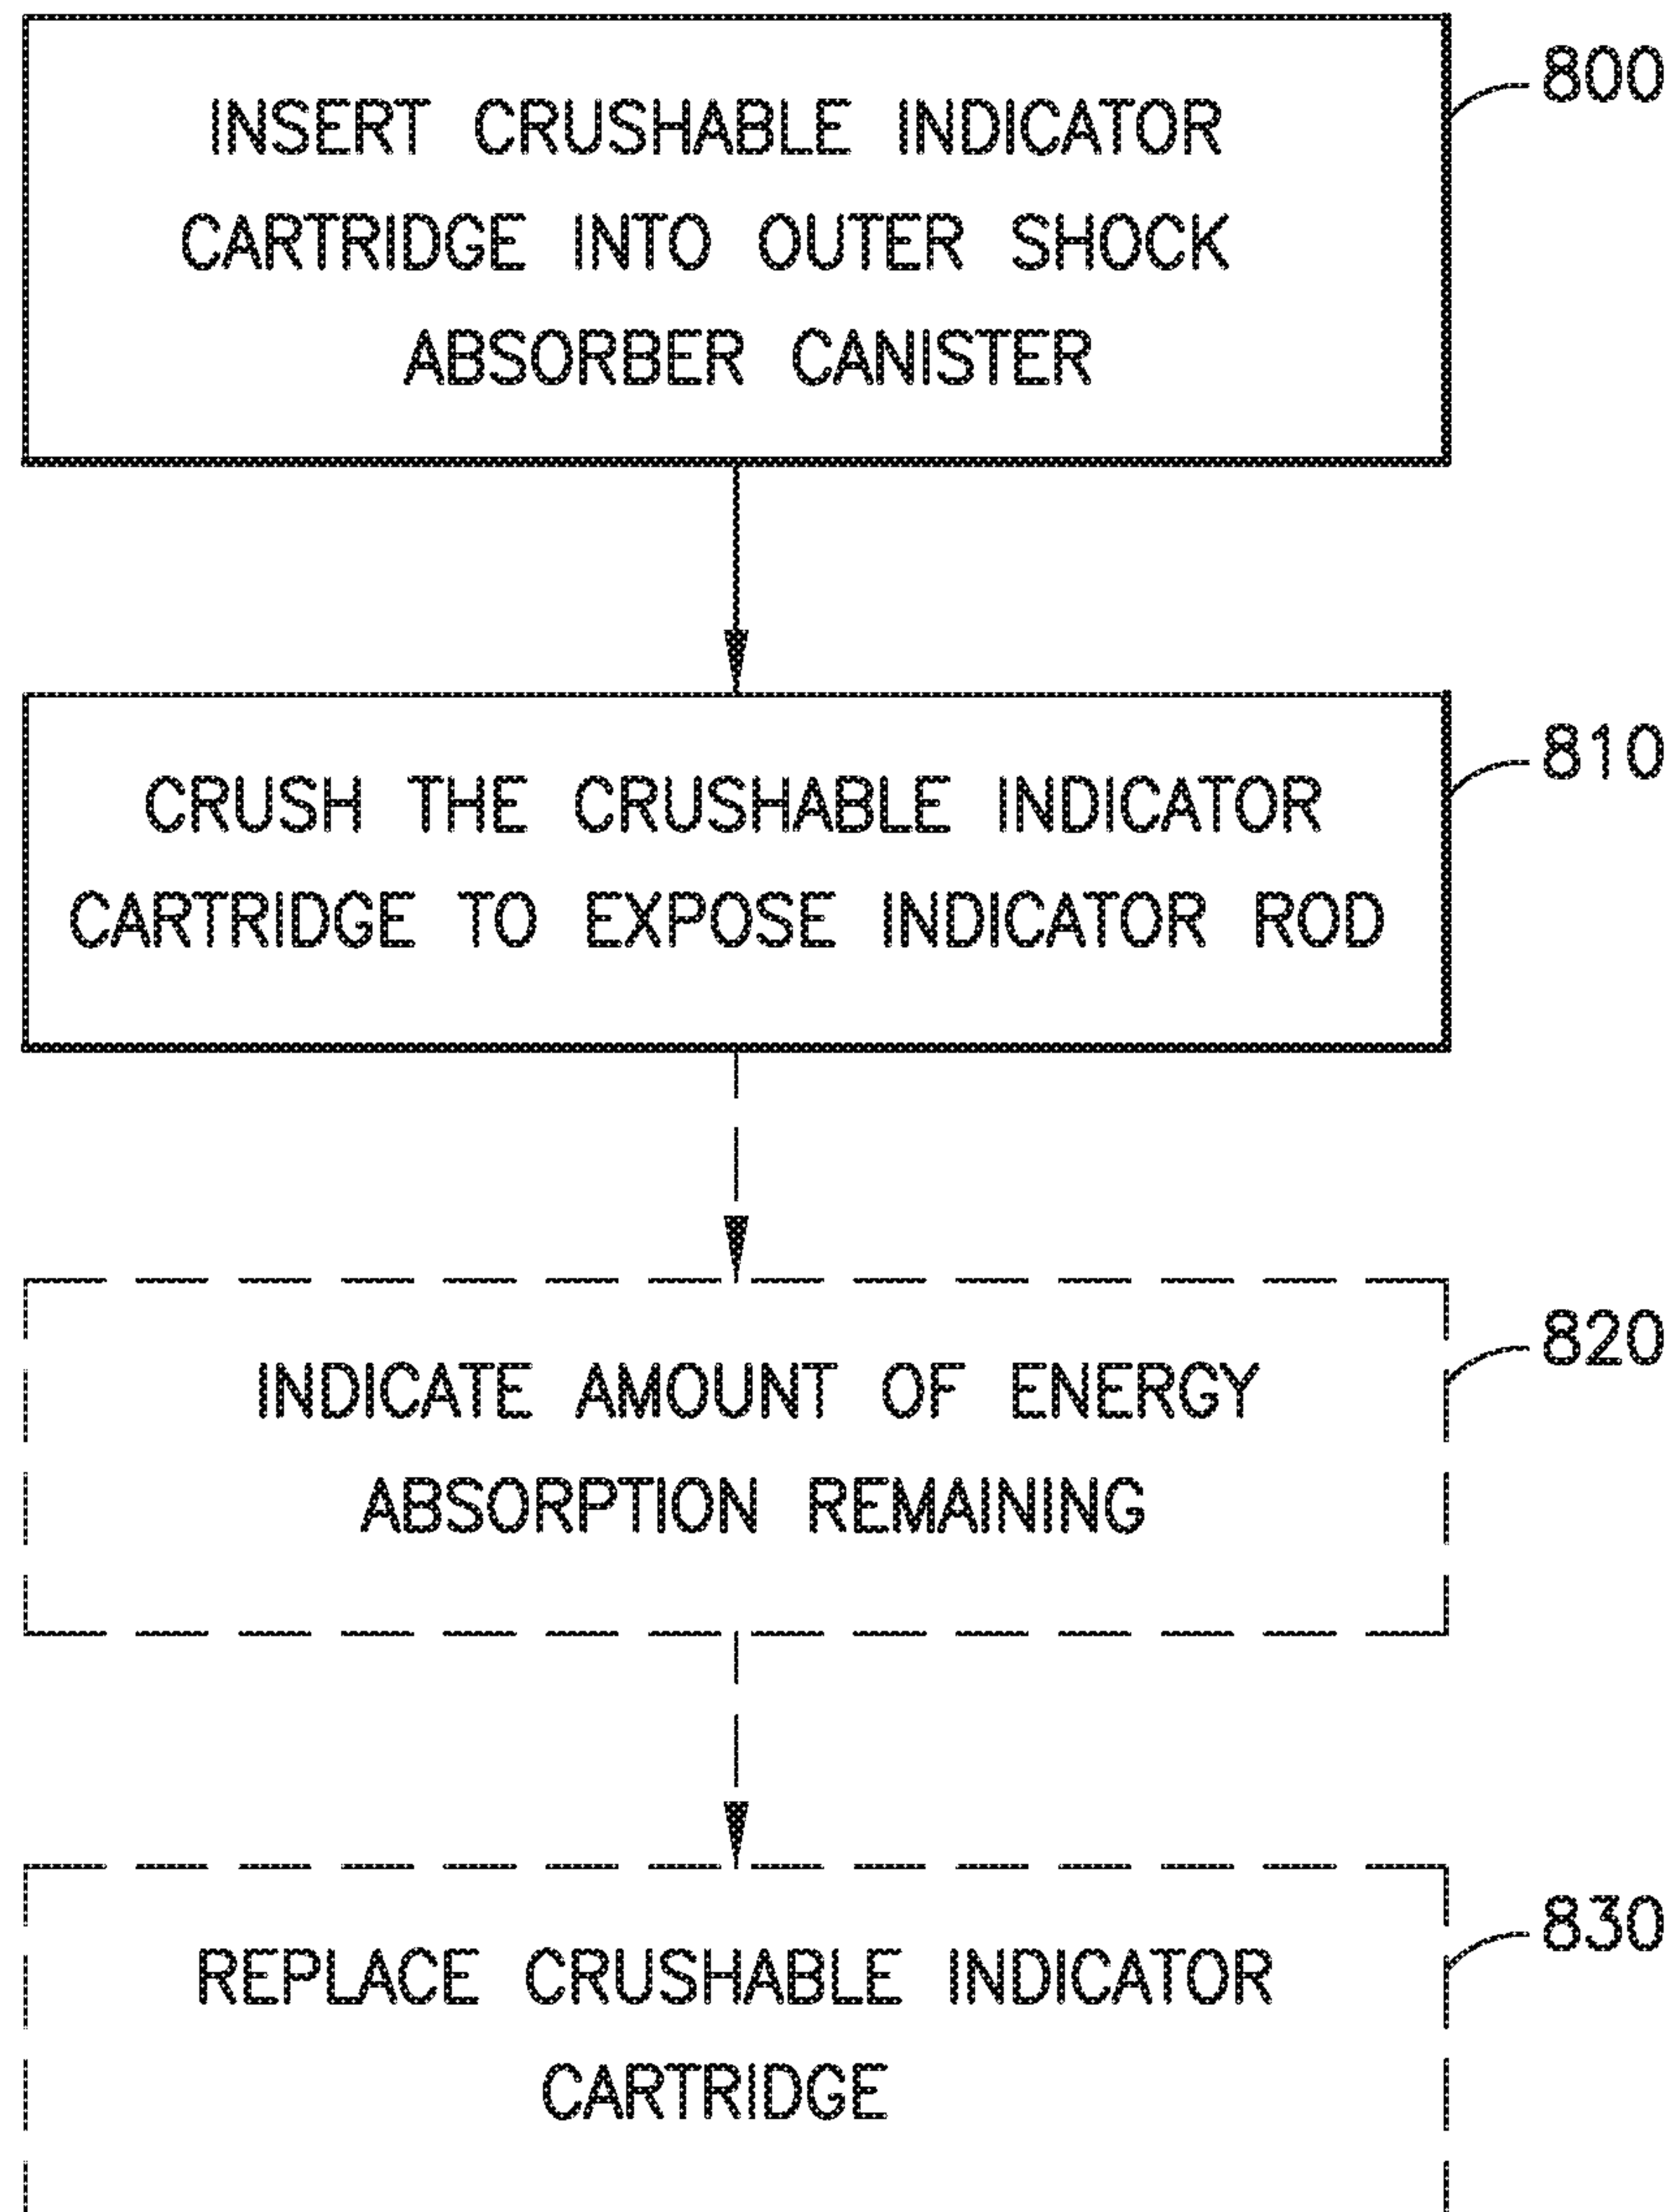 INSERT CRUSHABLE INDICATOR
CARTRIDGE INTO OUTER SHOCK
ABSORBER CANISTER
800
CRUSH THE CRUSHABLE INDICATOR
CARTRIDGE TO EXPOSE INDICATOR ROD
810
INDICATE AMOUNT OF ENERGY
ABSORPTION REMAINING
820
REPLACE CRUSHABLE INDICATOR
CARTRIDGE
830